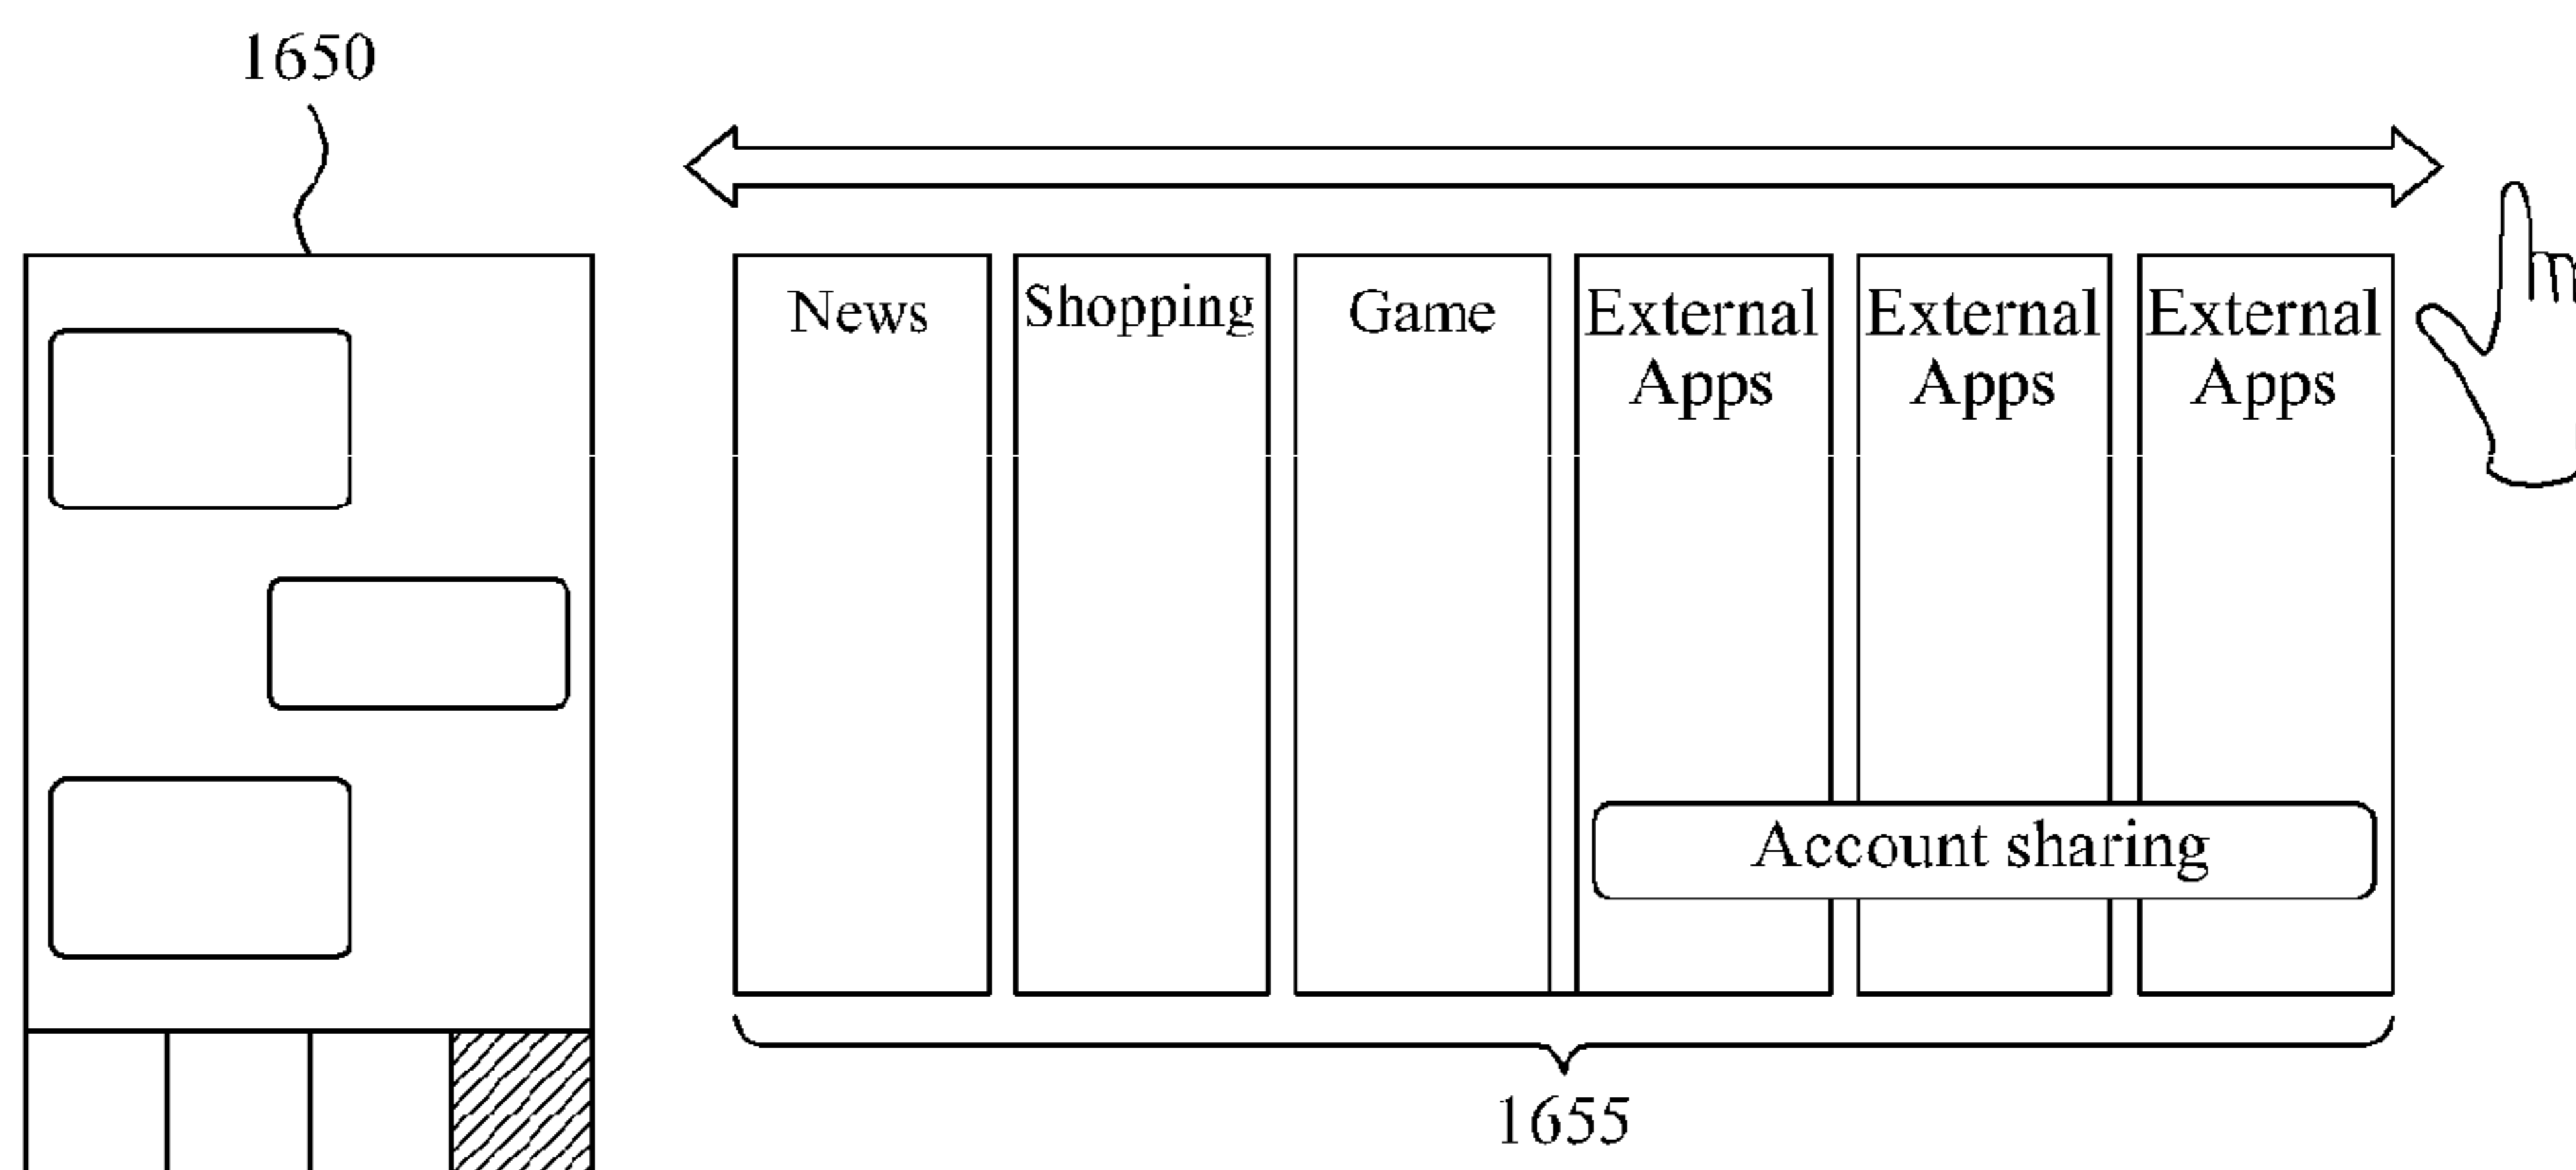 1650
News
Shopping
Game
External
Apps
External
Apps
External
Apps
Account sharing
1655